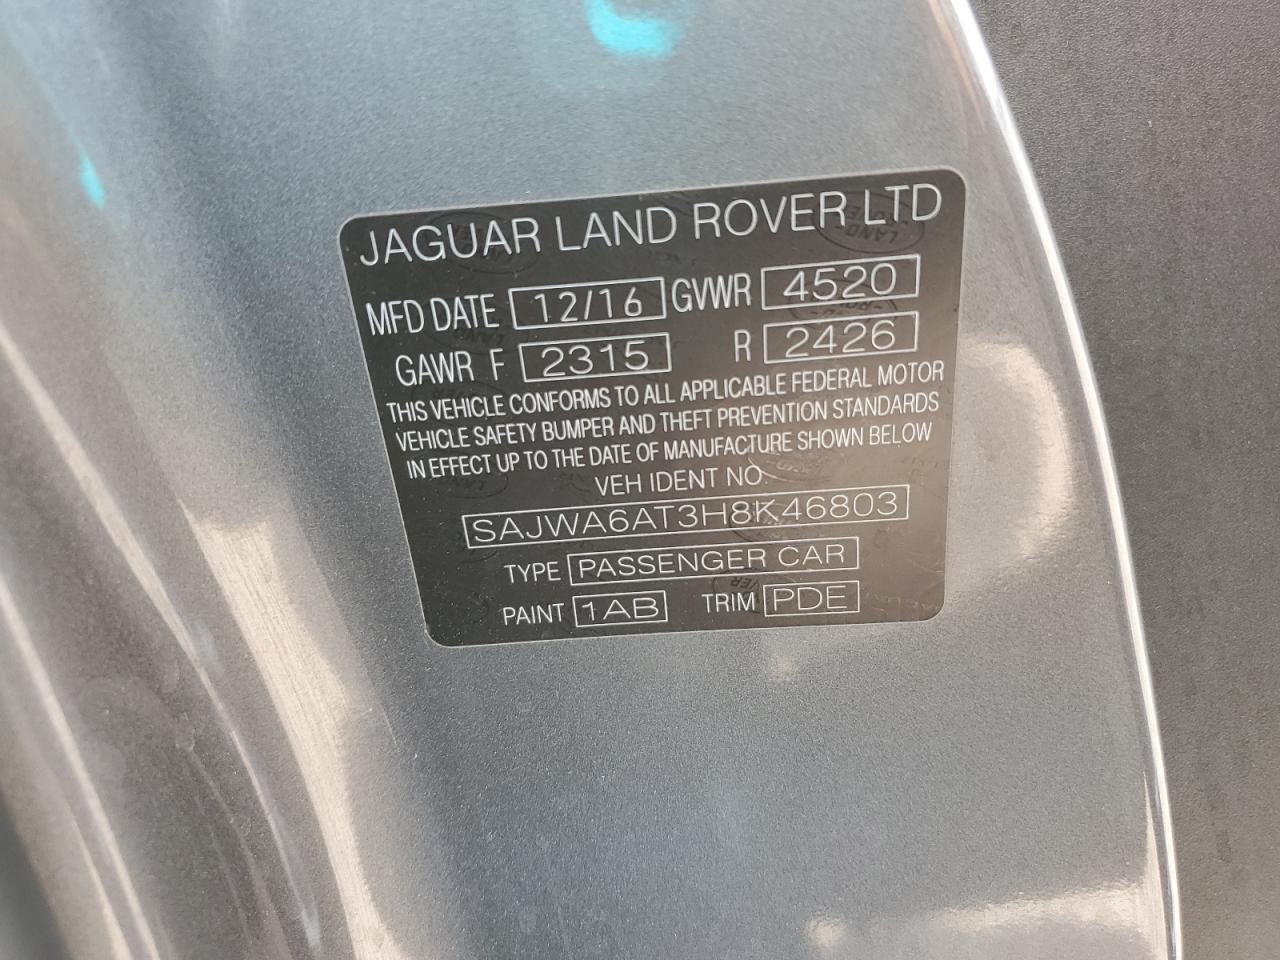 JAGUAR LAND ROVER LTD
MFD DATE 12/16 GVWR 4520
GAWR F 2315 R 2426
THIS VEHICLE CONFORMS TO ALL APPLICABLE FEDERAL MOTOR
VEHICLE SAFETY BUMPER AND THEFT PREVENTION STANDARDS
IN EFFECT UP TO THE DATE OF MANUFACTURE SHOWN BELOW
VEH IDENT NO.
SAJWA6AT3H8K46803
TYPE PASSENGER CAR
PAINT 1AB TRIM PDE